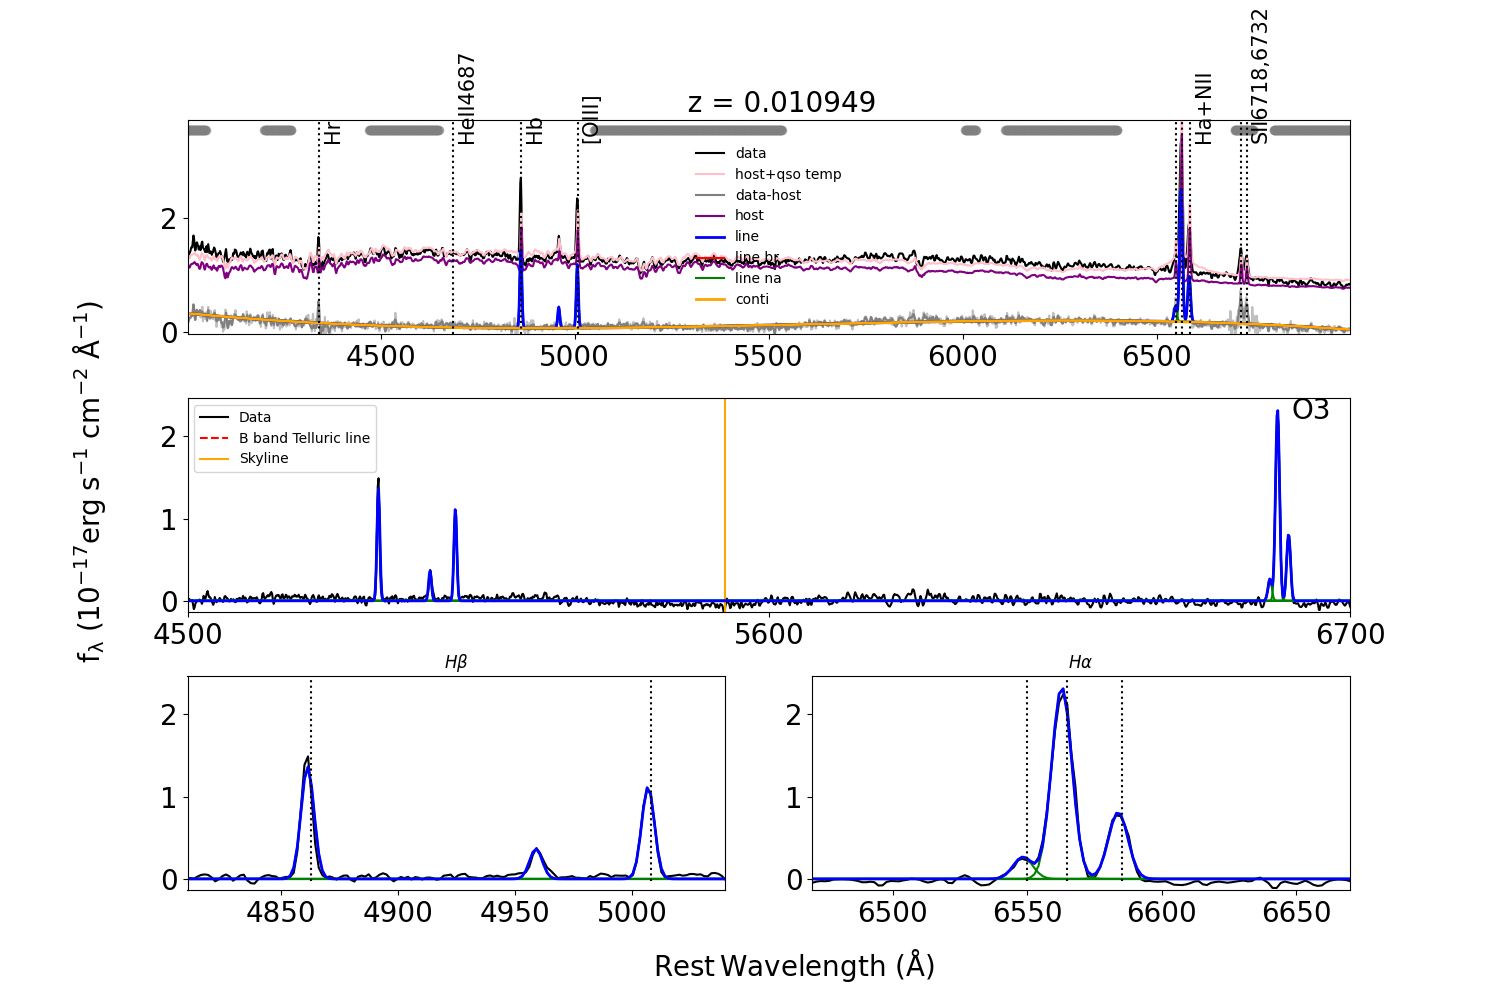 z = 0.010949
Hr
HeII4687
Hb
[OIII]
Ha+NII
SII6718,6732
data
host+qso temp
data-host
host
line
line br
line na
conti
2
0
4500
5000
5500
6000
6500
fλ (10⁻¹⁷erg s⁻¹ cm⁻² Å⁻¹)
Data
B band Telluric line
Skyline
O3
2
1
0
4500
5600
6700
Hβ
2
1
0
4850
4900
4950
5000
Hα
2
1
0
6500
6550
6600
6650
Rest Wavelength (Å)